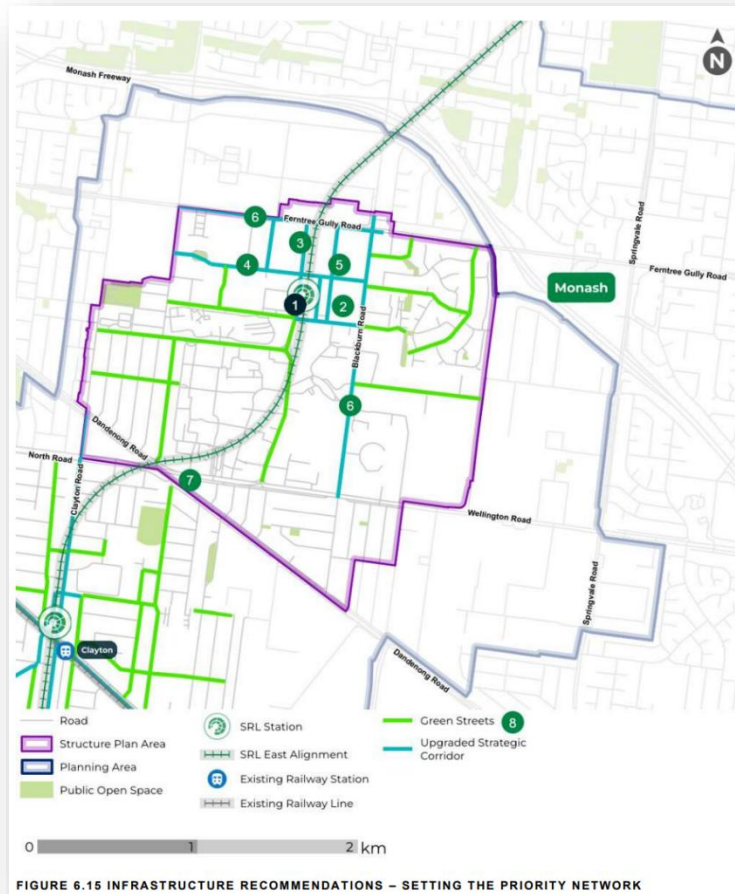 N
Monash Freeway
Springvale Road
6
Ferntree Gully Road
3
4
5
Ferntree Gully Road
Monash
1
2
Blackburn Road
6
Dandenong Road
North Road
7
Clayton Road
Wellington Road
Springvale Road
Clayton
Dandenong Road
Road
Structure Plan Area
Planning Area
Public Open Space
SRL Station
SRL East Alignment
Existing Railway Station
Existing Railway Line
Green Streets 8
Upgraded Strategic
Corridor
0 1 2 km
FIGURE 6.15 INFRASTRUCTURE RECOMMENDATIONS – SETTING THE PRIORITY NETWORK